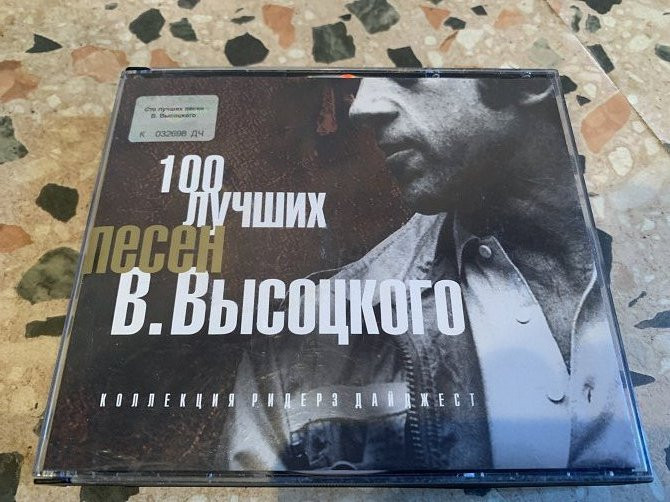 Сто лучших песен
В. Высоцкого
К 032698 ДЧ
100
ЛУЧШИХ
песен
В. ВЫСОЦКОГО
КОЛЛЕКЦИЯ РИДЕРЗ ДАЙДЖЕСТ